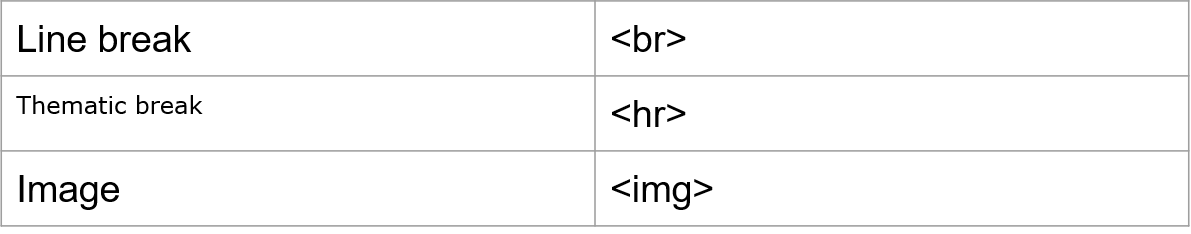 Line break <br>
Thematic break <hr>
Image <img>